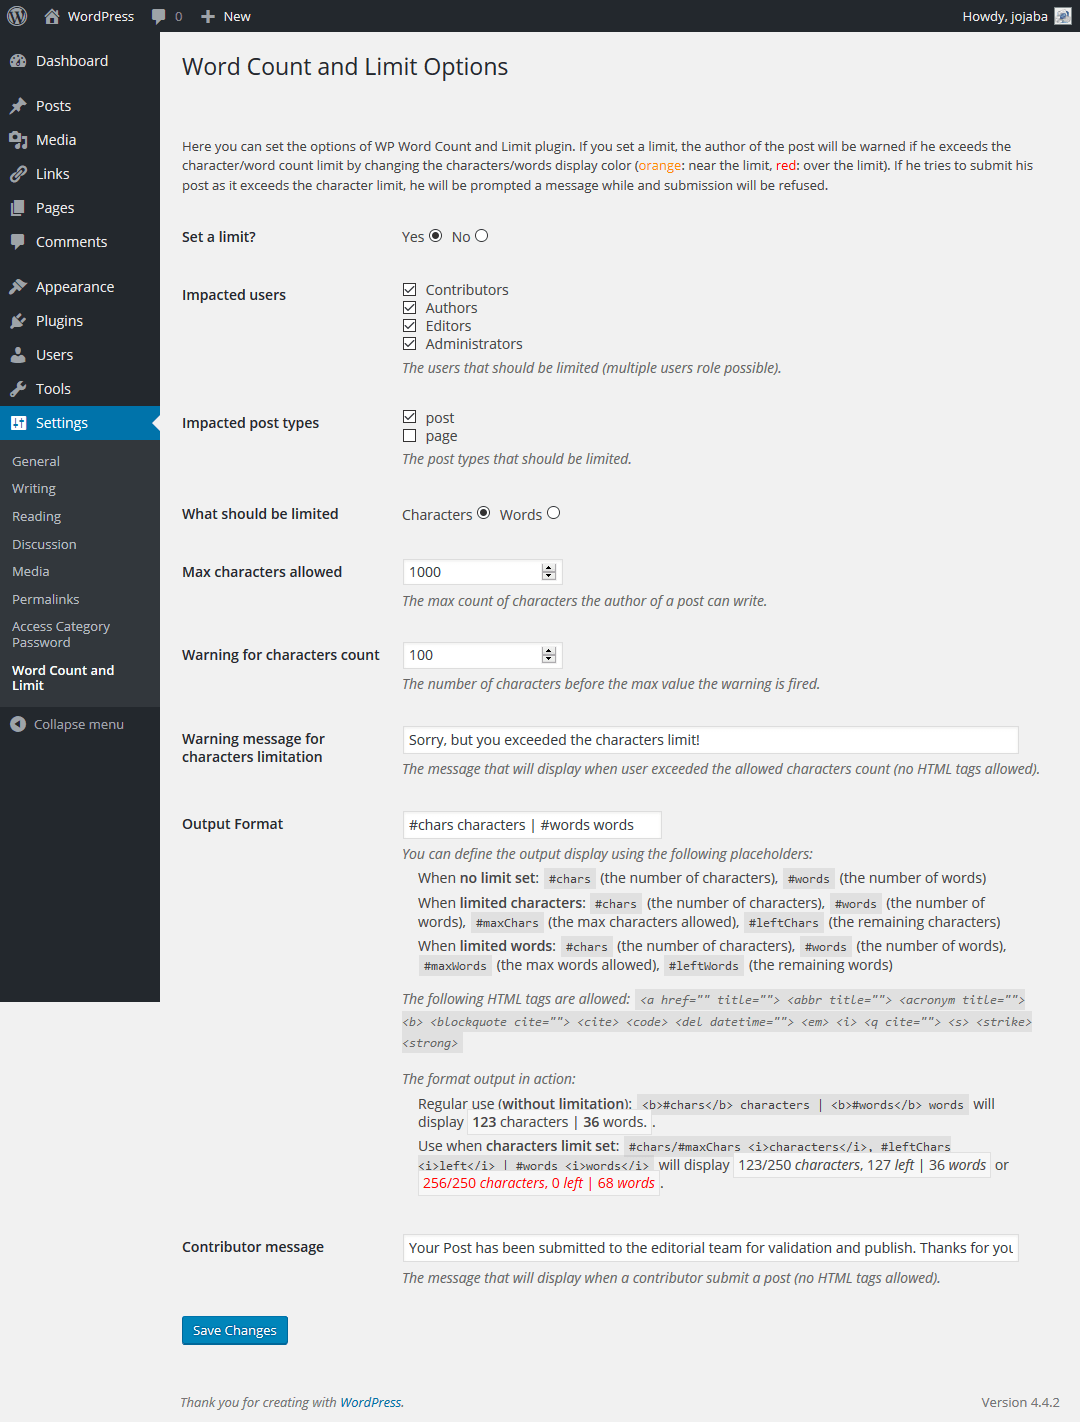 WordPress 0 New Howdy, jojaba
Dashboard
Posts
Media
Links
Pages
Comments
Appearance
Plugins
Users
Tools
Settings
General
Writing
Reading
Discussion
Media
Permalinks
Access Category
Password
Word Count and
Limit
Collapse menu
Word Count and Limit Options
Here you can set the options of WP Word Count and Limit plugin. If you set a limit, the author of the post will be warned if he exceeds the
character/word count limit by changing the characters/words display color (orange: near the limit, red: over the limit). If he tries to submit his
post as it exceeds the character limit, he will be prompted a message while and submission will be refused.
Set a limit? Yes No
Impacted users
Contributors
Authors
Editors
Administrators
The users that should be limited (multiple users role possible).
Impacted post types
post
page
The post types that should be limited.
What should be limited Characters Words
Max characters allowed 1000
The max count of characters the author of a post can write.
Warning for characters count 100
The number of characters before the max value the warning is fired.
Warning message for
characters limitation
Sorry, but you exceeded the characters limit!
The message that will display when user exceeded the allowed characters count (no HTML tags allowed).
Output Format #chars characters | #words words
You can define the output display using the following placeholders:
When no limit set: #chars (the number of characters), #words (the number of words)
When limited characters: #chars (the number of characters), #words (the number of
words), #maxChars (the max characters allowed), #leftChars (the remaining characters)
When limited words: #chars (the number of characters), #words (the number of words),
#maxWords (the max words allowed), #leftWords (the remaining words)
The following HTML tags are allowed: <a href="" title=""> <abbr title=""> <acronym title="">
<b> <blockquote cite=""> <cite> <code> <del datetime=""> <em> <i> <q cite=""> <s> <strike>
<strong>
The format output in action:
Regular use (without limitation): <b>#chars</b> characters | <b>#words</b> words will
display 123 characters | 36 words. .
Use when characters limit set: #chars/#maxChars <i>characters</i>, #leftChars
<i>left</i> | #words <i>words</i> will display 123/250 characters, 127 left | 36 words or
256/250 characters, 0 left | 68 words .
Contributor message Your Post has been submitted to the editorial team for validation and publish. Thanks for you
The message that will display when a contributor submit a post (no HTML tags allowed).
Save Changes
Thank you for creating with WordPress. Version 4.4.2